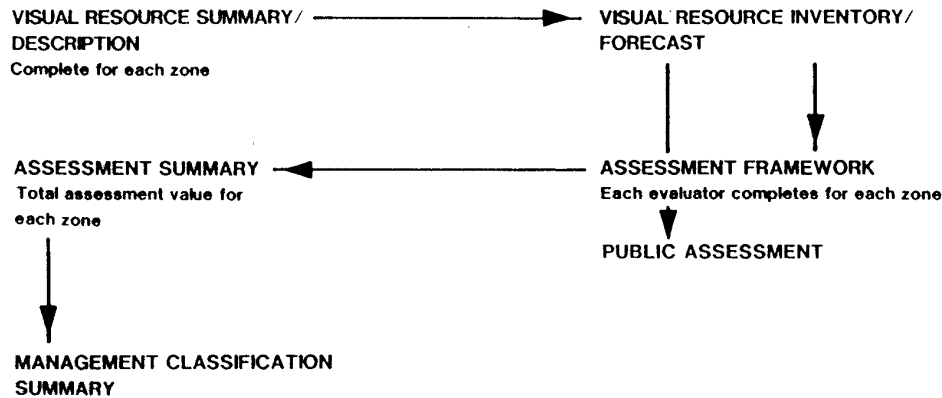 VISUAL RESOURCE SUMMARY/
DESCRIPTION
Complete for each zone
VISUAL RESOURCE INVENTORY/
FORECAST
ASSESSMENT SUMMARY
Total assessment value for
each zone
ASSESSMENT FRAMEWORK
Each evaluator completes for each zone
PUBLIC ASSESSMENT
MANAGEMENT CLASSIFICATION
SUMMARY